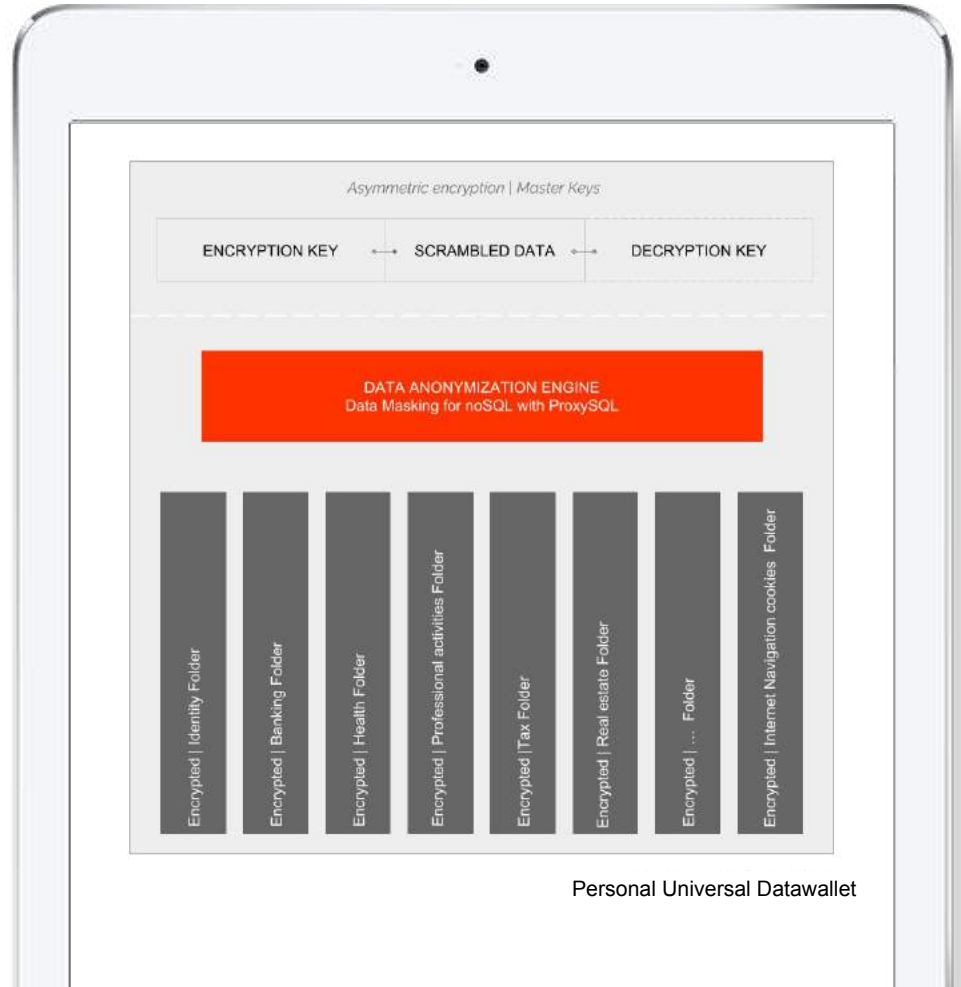 Asymmetric encryption | Master Keys
ENCRYPTION KEY
SCRAMBLED DATA
DECRYPTION KEY
DATA ANONYMIZATION ENGINE
Data Masking for noSQL with ProxySQL
Encrypted | Identity Folder
Encrypted | Banking Folder
Encrypted | Health Folder
Encrypted | Professional activities Folder
Encrypted |Tax Folder
Encrypted | Real estate Folder
Encrypted | … Folder
Encrypted | Internet Navigation cookies Folder
Personal Universal Datawallet